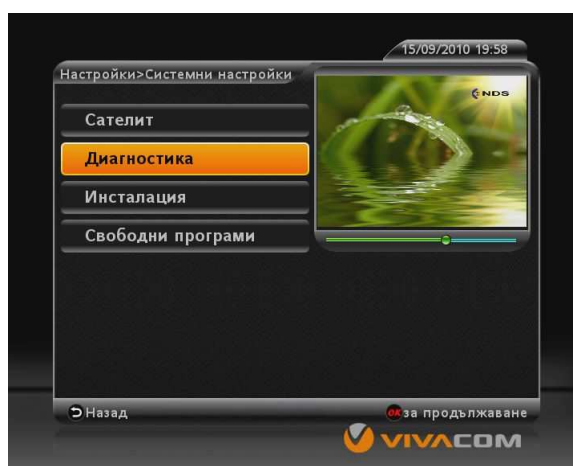 15/09/2010 19:58
Настройки>Системни настройки
NDS
Сателит
Диагностика
Инсталация
Свободни програми
Назад
OK за продължаване
VIVACOM